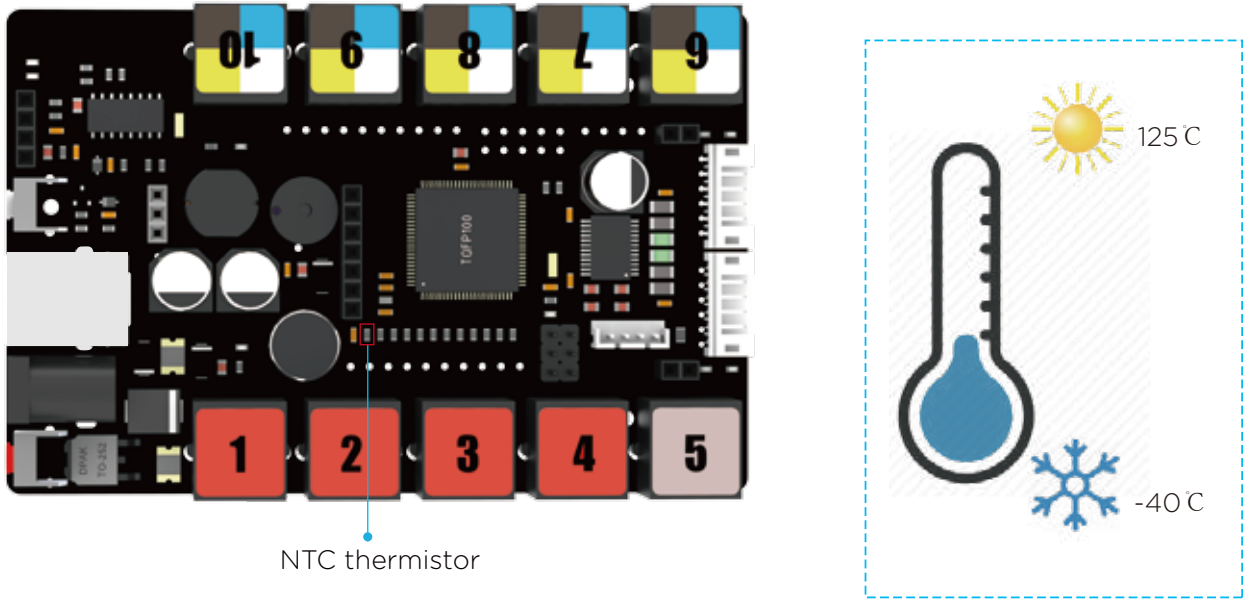 10 9 8 7 6
125℃
TQFP100
DPAK
TO-252
1 2 3 4 5
-40℃
NTC thermistor